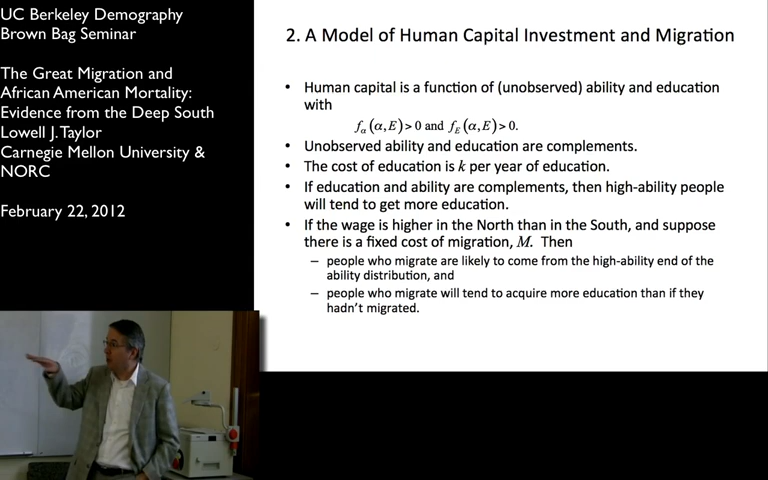 UC Berkeley Demography
Brown Bag Seminar
The Great Migration and
African American Mortality:
Evidence from the Deep South
Lowell J. Taylor
Carnegie Mellon University &
NORC
February 22, 2012
2. A Model of Human Capital Investment and Migration
• Human capital is a function of (unobserved) ability and education
with
fα(α,E)>0 and fE(α,E)>0.
• Unobserved ability and education are complements.
• The cost of education is k per year of education.
• If education and ability are complements, then high-ability people
will tend to get more education.
• If the wage is higher in the North than in the South, and suppose
there is a fixed cost of migration, M. Then
– people who migrate are likely to come from the high-ability end of the
ability distribution, and
– people who migrate will tend to acquire more education than if they
hadn't migrated.